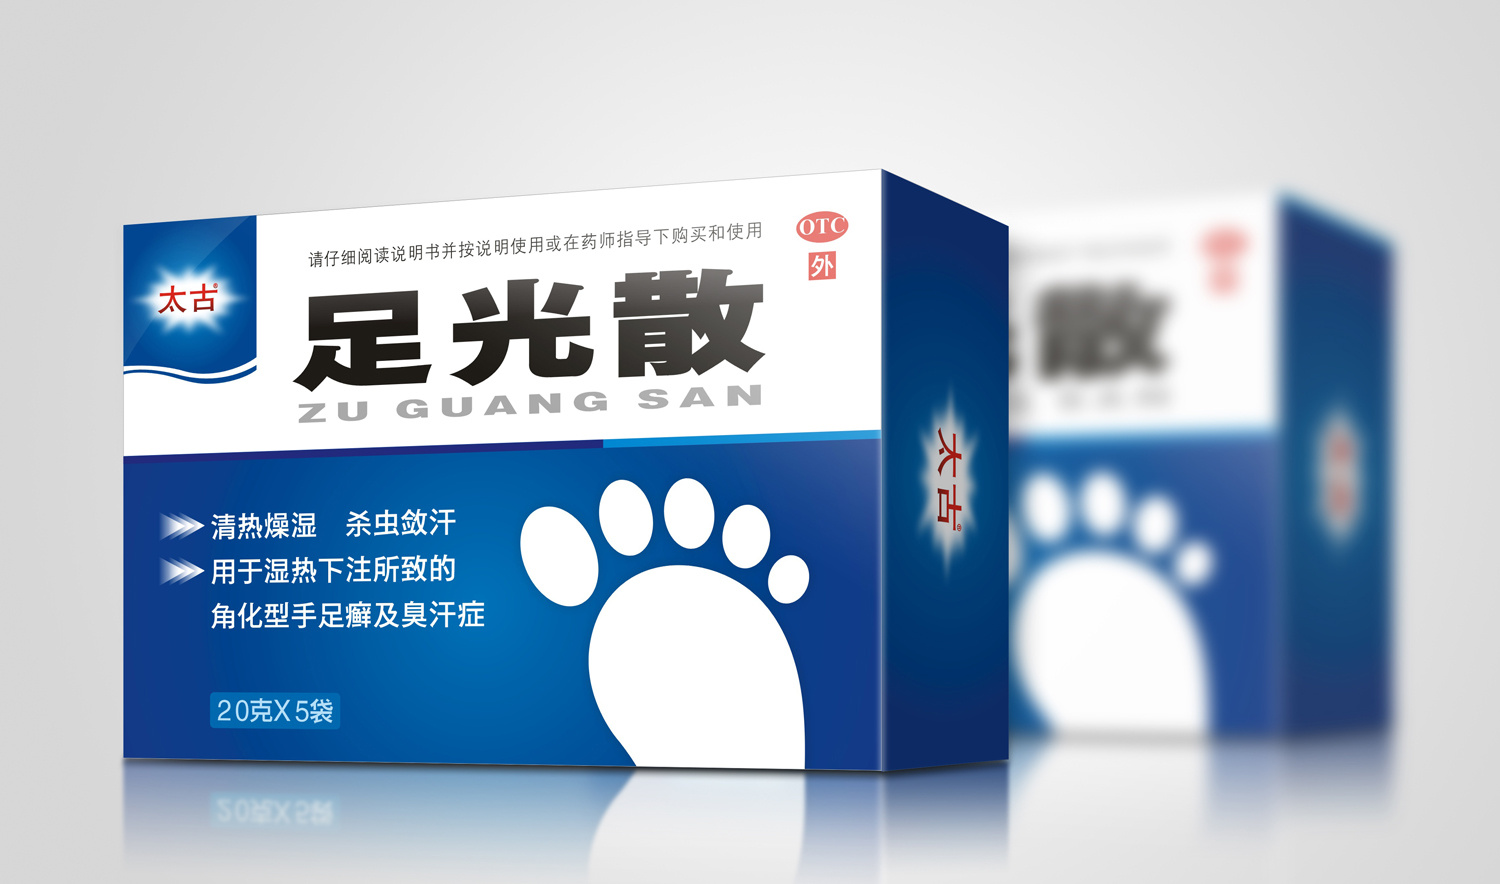 太古®
请仔细阅读说明书并按说明使用或在药师指导下购买和使用
OTC
外
足光散
ZU GUANG SAN
清热燥湿 杀虫敛汗
用于湿热下注所致的
角化型手足癣及臭汗症
20克X5袋
太古®
散